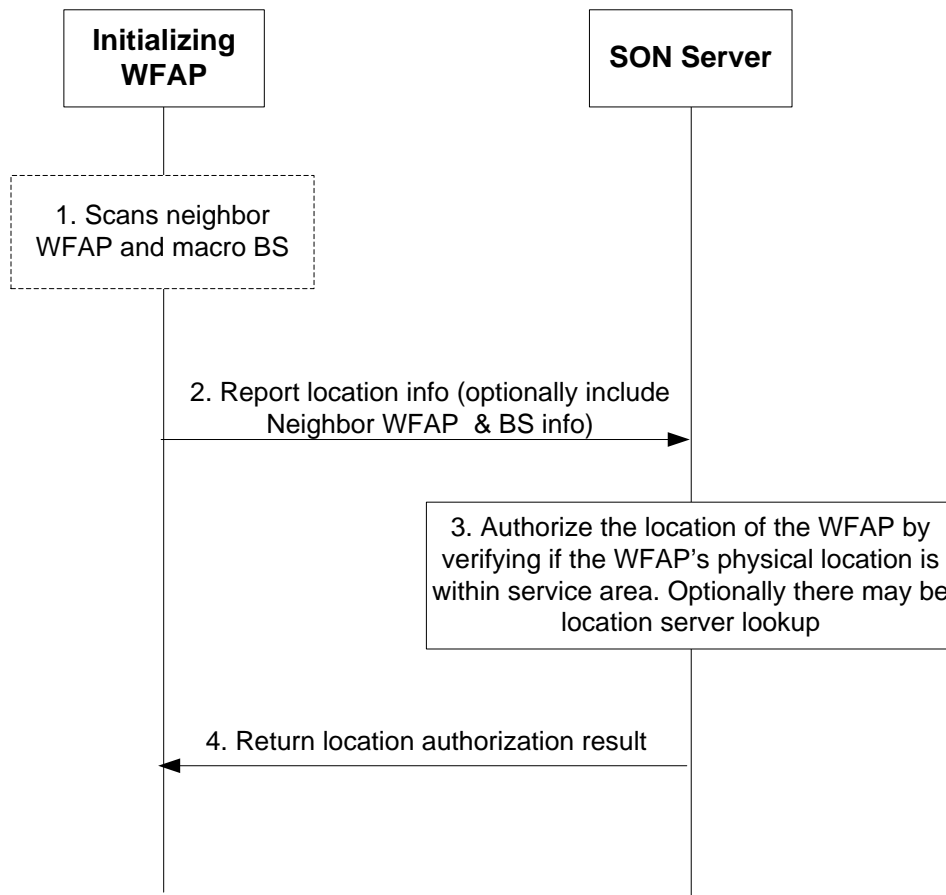 Initializing
WFAP
SON Server
1. Scans neighbor
WFAP and macro BS
2. Report location info (optionally include
Neighbor WFAP  & BS info)
3. Authorize the location of the WFAP by
verifying if the WFAP's physical location is
within service area. Optionally there may be
location server lookup
4. Return location authorization result